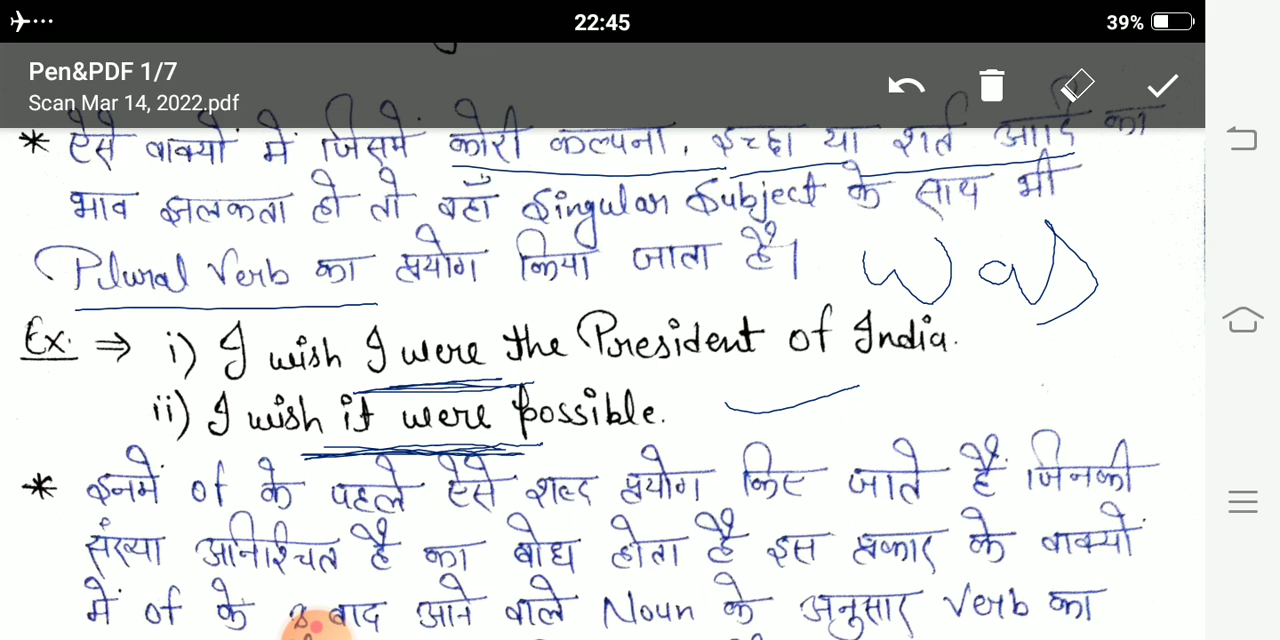 22:45
39%
Pen&PDF 1/7
Scan Mar 14, 2022.pdf
* ऐसे वाक्यों में जिसमें कोरी कल्पना, इच्छा या शर्त आदि का
भाव झलकता हो तो वहाँ Singular Subject के साथ भी
Plural Verb का प्रयोग किया जाता है। was
Ex. ⇒ i) I wish I were the President of India.
ii) I wish it were possible.
* इनमें of के पहले ऐसे शब्द प्रयोग किए जाते हैं जिनकी
संख्या अनिश्चित है का बोध होता है इस प्रकार के वाक्यों
में of के बाद आने वाले Noun के अनुसार Verb का